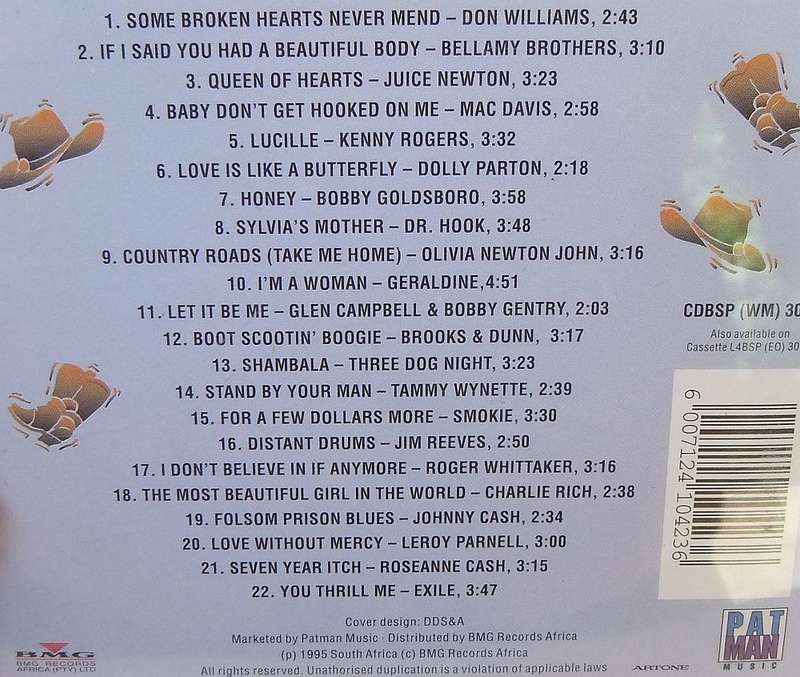 1. SOME BROKEN HEARTS NEVER MEND – DON WILLIAMS, 2:43
2. IF I SAID YOU HAD A BEAUTIFUL BODY – BELLAMY BROTHERS, 3:10
3. QUEEN OF HEARTS – JUICE NEWTON, 3:23
4. BABY DON'T GET HOOKED ON ME – MAC DAVIS, 2:58
5. LUCILLE – KENNY ROGERS, 3:32
6. LOVE IS LIKE A BUTTERFLY – DOLLY PARTON, 2:18
7. HONEY – BOBBY GOLDSBORO, 3:58
8. SYLVIA'S MOTHER – DR. HOOK, 3:48
9. COUNTRY ROADS (TAKE ME HOME) – OLIVIA NEWTON JOHN, 3:16
10. I'M A WOMAN – GERALDINE,4:51
11. LET IT BE ME – GLEN CAMPBELL & BOBBY GENTRY, 2:03
12. BOOT SCOOTIN' BOOGIE – BROOKS & DUNN, 3:17
13. SHAMBALA – THREE DOG NIGHT, 3:23
14. STAND BY YOUR MAN – TAMMY WYNETTE, 2:39
15. FOR A FEW DOLLARS MORE – SMOKIE, 3:30
16. DISTANT DRUMS – JIM REEVES, 2:50
17. I DON'T BELIEVE IN IF ANYMORE – ROGER WHITTAKER, 3:16
18. THE MOST BEAUTIFUL GIRL IN THE WORLD – CHARLIE RICH, 2:38
19. FOLSOM PRISON BLUES – JOHNNY CASH, 2:34
20. LOVE WITHOUT MERCY – LEROY PARNELL, 3:00
21. SEVEN YEAR ITCH – ROSEANNE CASH, 3:15
22. YOU THRILL ME – EXILE, 3:47
CDBSP (WM) 30
Also available on
Cassette L4BSP (EO) 30
6 007124 104236
Cover design: DDS&A
Marketed by Patman Music · Distributed by BMG Records Africa
(p) 1995 South Africa (c) BMG Records Africa
All rights reserved. Unathorised duplication is a violation of applicable laws
BMG
BMG RECORDS
AFRICA (PTY) LTD
ARTONE
PAT
MAN
MUSIC